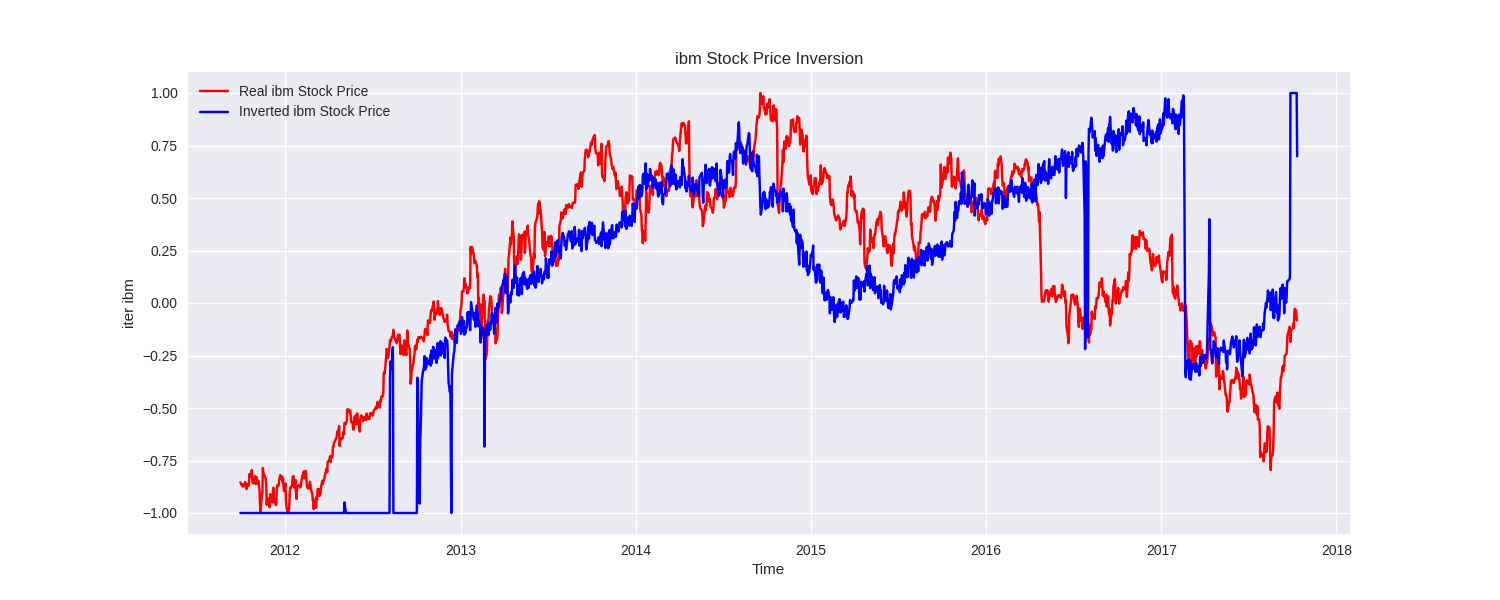 ibm Stock Price Inversion
Real ibm Stock Price
Inverted ibm Stock Price
1.00
0.75
0.50
0.25
0.00
−0.25
−0.50
−0.75
−1.00
iter ibm
2012 2013 2014 2015 2016 2017 2018
Time